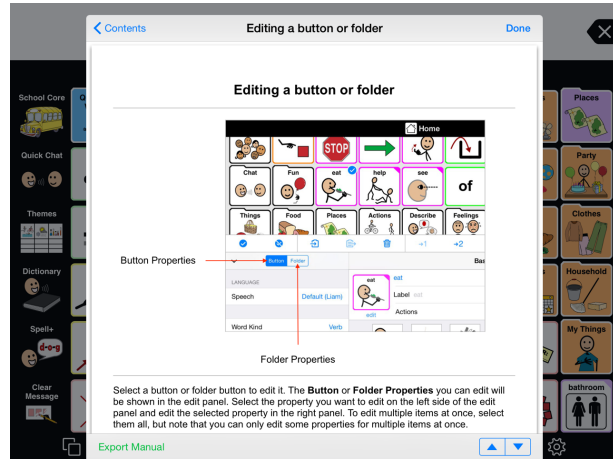 Contents
Editing a button or folder
Done
School Core
Quick Chat
Themes
Dictionary
Spell+
d-o-g
Clear
Message
Editing a button or folder
Home
STOP
Chat
Fun
eat
help
see
of
Things
Food
Places
Actions
Describe
Feelings
→1
→2
Button Properties
Button
Folder
Bas
LANGUAGE
Speech
Default (Liam)
Word Kind
Verb
eat
edit
eat
Label eat
Actions
Folder Properties
Select a button or folder button to edit it. The Button or Folder Properties you can edit will
be shown in the edit panel. Select the property you want to edit on the left side of the edit
panel and edit the selected property in the right panel. To edit multiple items at once, select
them all, but note that you can only edit some properties for multiple items at once.
Export Manual
Places
Party
Clothes
Household
My Things
bathroom